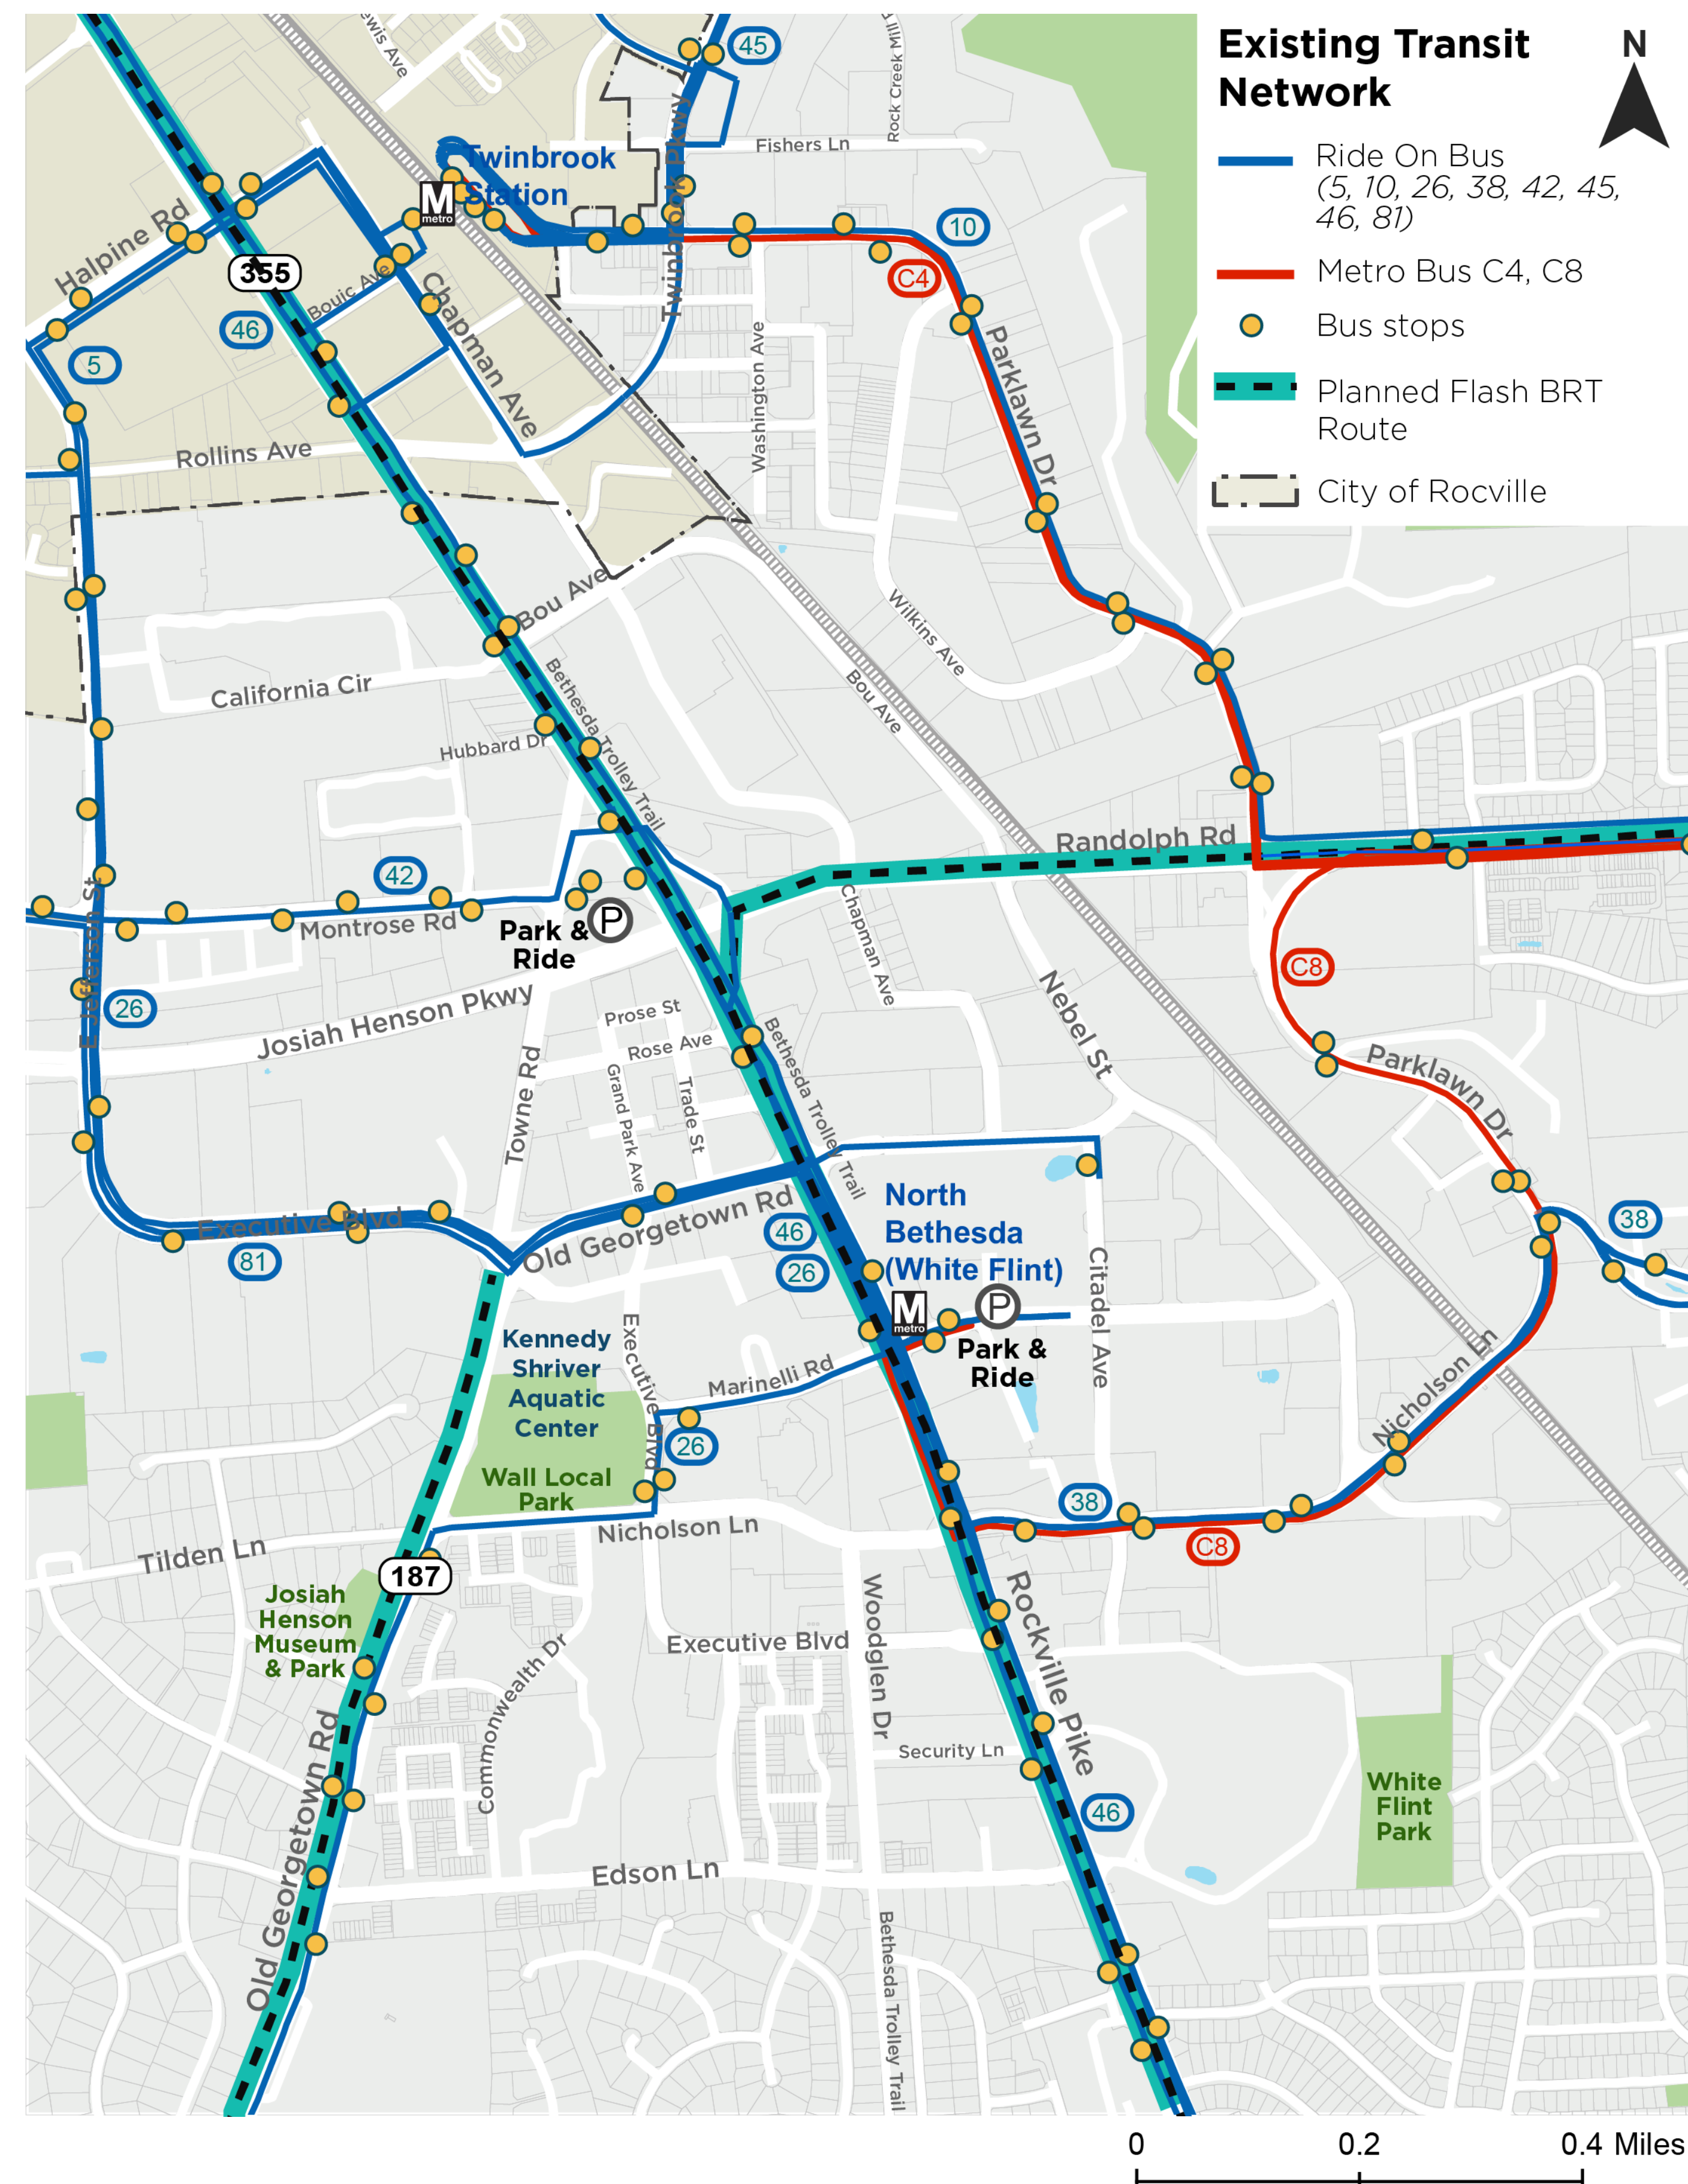 Existing Transit
Network
N
Ride On Bus
(5, 10, 26, 38, 42, 45,
46, 81)
Metro Bus C4, C8
Bus stops
Planned Flash BRT
Route
City of Rocville
ewis Ave
45
Rock Creek Mill
Fishers Ln
Twinbrook Pkwy
Twinbrook
Station
M
metro
Twinbrook
10
C4
Halpine Rd
355
Bouic Ave
46
5
Chapman Ave
Washington Ave
Parklawn Dr
Rollins Ave
Bou Ave
Wilkins Ave
California Cir
Bethesda Trolley Trail
Bou Ave
Hubbard Dr
Randolph Rd
42
Montrose Rd
Park &
Ride
P
Chapman Ave
E Jefferson St
26
C8
Josiah Henson Pkwy
Prose St
Rose Ave
Nebel St
Bethesda Trolley Trail
Parklawn Dr
Towne Rd
Grand Park Ave
Trade St
Executive Blvd
81
Old Georgetown Rd
46
26
North
Bethesda
(White Flint)
38
Citadel Ave
M
metro
P
Park &
Ride
Kennedy
Shriver
Aquatic
Center
Executive Blvd
Marinelli Rd
Nicholson Ln
26
Wall Local
Park
38
C8
Nicholson Ln
Tilden Ln
187
Josiah
Henson
Museum
& Park
Woodglen Dr
Rockville Pike
Executive Blvd
Commonwealth Dr
Old Georgetown Rd
Security Ln
White
Flint
Park
46
Edson Ln
Bethesda Trolley Trail
0
0.2
0.4 Miles